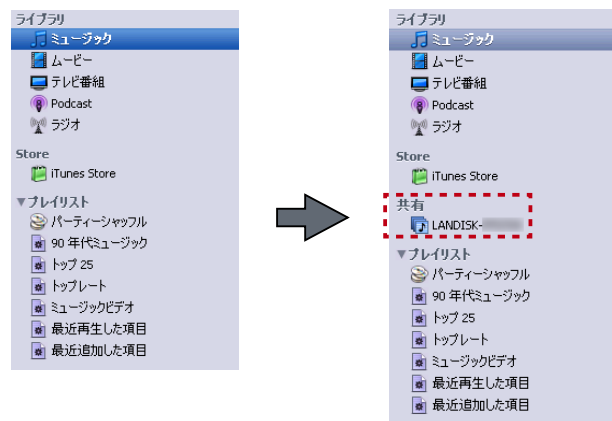 ライブラリ
ミュージック
ムービー
テレビ番組
Podcast
ラジオ
Store
iTunes Store
▼プレイリスト
パーティーシャッフル
90 年代ミュージック
トップ 25
トップレート
ミュージックビデオ
最近再生した項目
最近追加した項目
ライブラリ
ミュージック
ムービー
テレビ番組
Podcast
ラジオ
Store
iTunes Store
共有
LANDISK-
▼プレイリスト
パーティーシャッフル
90 年代ミュージック
トップ 25
トップレート
ミュージックビデオ
最近再生した項目
最近追加した項目